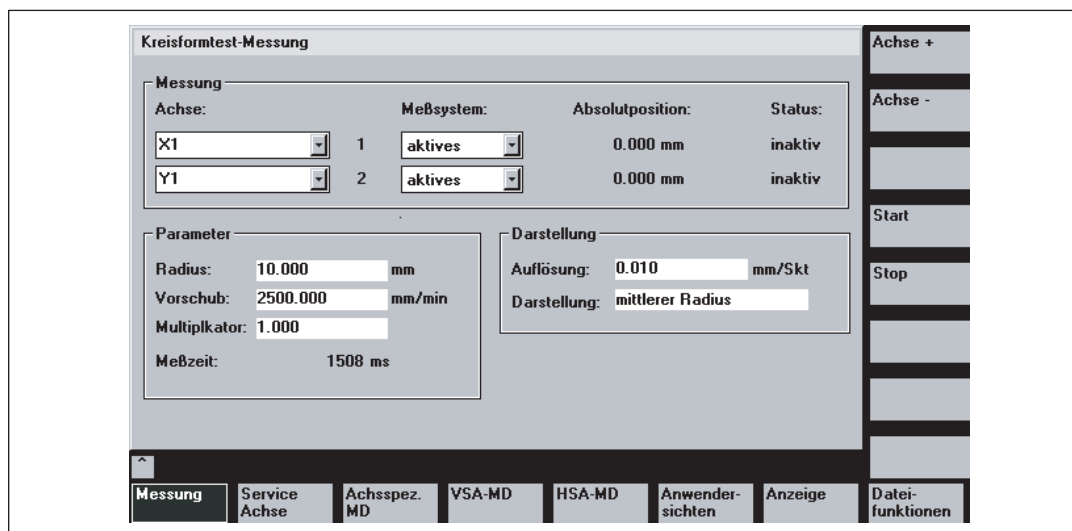 Kreisformtest-Messung
Messung
Achse: Meßsystem: Absolutposition: Status:
X1 1 aktives 0.000 mm inaktiv
Y1 2 aktives 0.000 mm inaktiv
Parameter
Radius: 10.000 mm
Vorschub: 2500.000 mm/min
Multiplkator: 1.000
Meßzeit: 1508 ms
Darstellung
Auflösung: 0.010 mm/Skt
Darstellung: mittlerer Radius
Achse +
Achse -
Start
Stop
^
Messung
Service
Achse
Achsspez.
MD
VSA-MD
HSA-MD
Anwender-
sichten
Anzeige
Datei-
funktionen